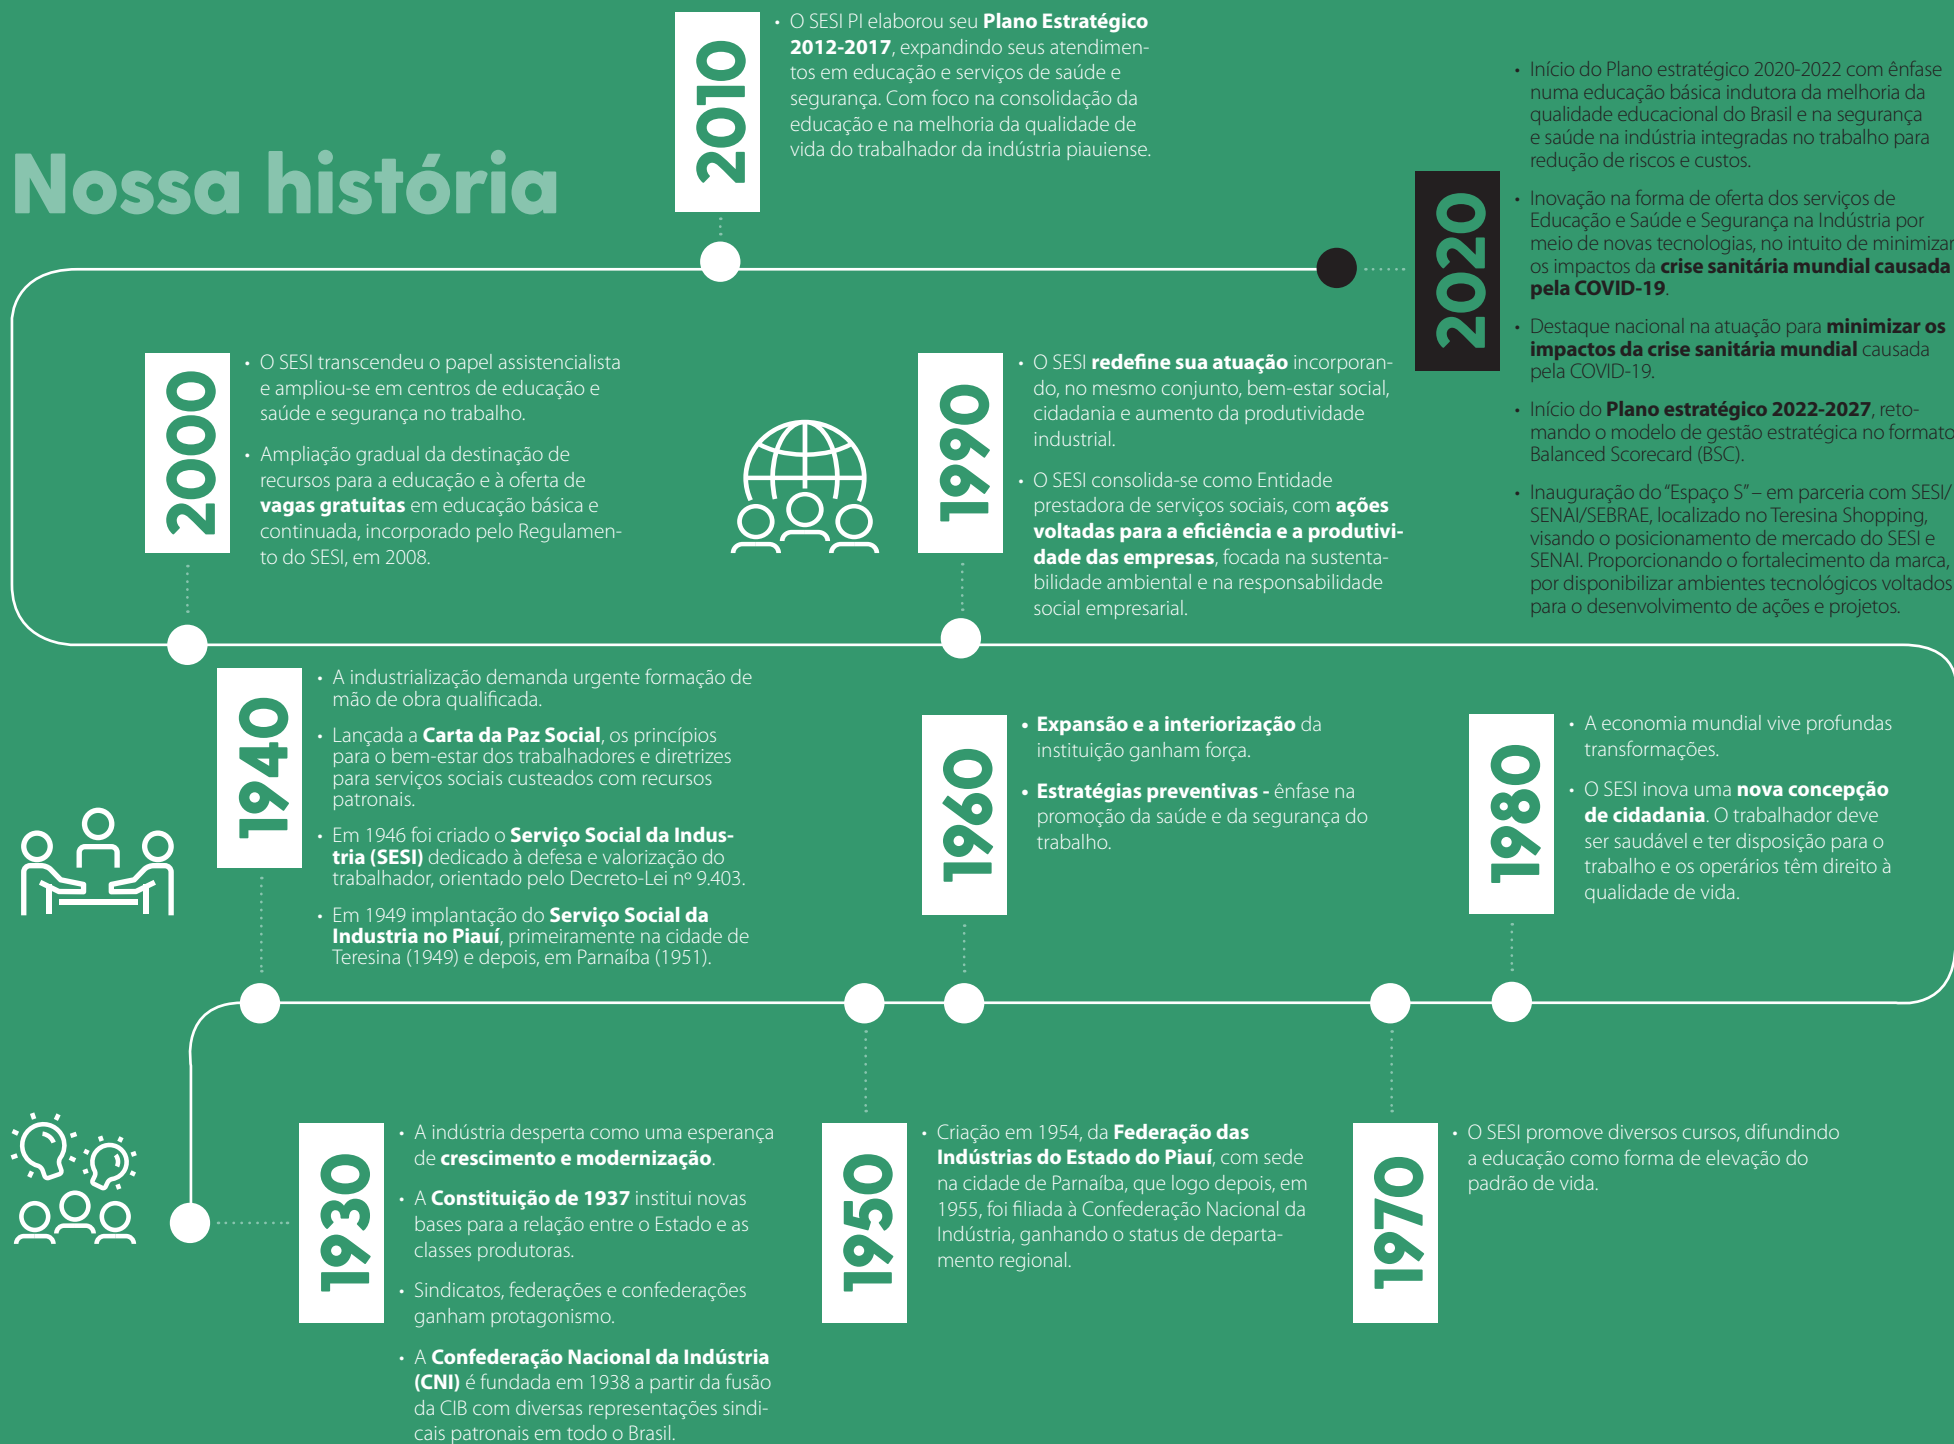 Nossa história
2010
• O SESI PI elaborou seu Plano Estratégico
2012-2017, expandindo seus atendimen-
tos em educação e serviços de saúde e
segurança. Com foco na consolidação da
educação e na melhoria da qualidade de
vida do trabalhador da indústria piauiense.
2020
• Início do Plano estratégico 2020-2022 com ênfase
numa educação básica indutora da melhoria da
qualidade educacional do Brasil e na segurança
e saúde na indústria integradas no trabalho para
redução de riscos e custos.
• Inovação na forma de oferta dos serviços de
Educação e Saúde e Segurança na Indústria por
meio de novas tecnologias, no intuito de minimizar
os impactos da crise sanitária mundial causada
pela COVID-19.
• Destaque nacional na atuação para minimizar os
impactos da crise sanitária mundial causada
pela COVID-19.
• Início do Plano estratégico 2022-2027, reto-
mando o modelo de gestão estratégica no formato
Balanced Scorecard (BSC).
• Inauguração do “Espaço S” – em parceria com SESI/
SENAI/SEBRAE, localizado no Teresina Shopping,
visando o posicionamento de mercado do SESI e
SENAI. Proporcionando o fortalecimento da marca,
por disponibilizar ambientes tecnológicos voltados
para o desenvolvimento de ações e projetos.
2000
• O SESI transcendeu o papel assistencialista
e ampliou-se em centros de educação e
saúde e segurança no trabalho.
• Ampliação gradual da destinação de
recursos para a educação e à oferta de
vagas gratuitas em educação básica e
continuada, incorporado pelo Regulamen-
to do SESI, em 2008.
1990
• O SESI redefine sua atuação incorporan-
do, no mesmo conjunto, bem-estar social,
cidadania e aumento da produtividade
industrial.
• O SESI consolida-se como Entidade
prestadora de serviços sociais, com ações
voltadas para a eficiência e a produtivi-
dade das empresas, focada na sustenta-
bilidade ambiental e na responsabilidade
social empresarial.
1940
• A industrialização demanda urgente formação de
mão de obra qualificada.
• Lançada a Carta da Paz Social, os princípios
para o bem-estar dos trabalhadores e diretrizes
para serviços sociais custeados com recursos
patronais.
• Em 1946 foi criado o Serviço Social da Indus-
tria (SESI) dedicado à defesa e valorização do
trabalhador, orientado pelo Decreto-Lei nº 9.403.
• Em 1949 implantação do Serviço Social da
Industria no Piauí, primeiramente na cidade de
Teresina (1949) e depois, em Parnaíba (1951).
1960
• Expansão e a interiorização da
instituição ganham força.
• Estratégias preventivas - ênfase na
promoção da saúde e da segurança do
trabalho.
1980
• A economia mundial vive profundas
transformações.
• O SESI inova uma nova concepção
de cidadania. O trabalhador deve
ser saudável e ter disposição para o
trabalho e os operários têm direito à
qualidade de vida.
1930
• A indústria desperta como uma esperança
de crescimento e modernização.
• A Constituição de 1937 institui novas
bases para a relação entre o Estado e as
classes produtoras.
• Sindicatos, federações e confederações
ganham protagonismo.
• A Confederação Nacional da Indústria
(CNI) é fundada em 1938 a partir da fusão
da CIB com diversas representações sindi-
cais patronais em todo o Brasil.
1950
• Criação em 1954, da Federação das
Indústrias do Estado do Piauí, com sede
na cidade de Parnaíba, que logo depois, em
1955, foi filiada à Confederação Nacional da
Indústria, ganhando o status de departa-
mento regional.
1970
• O SESI promove diversos cursos, difundindo
a educação como forma de elevação do
padrão de vida.